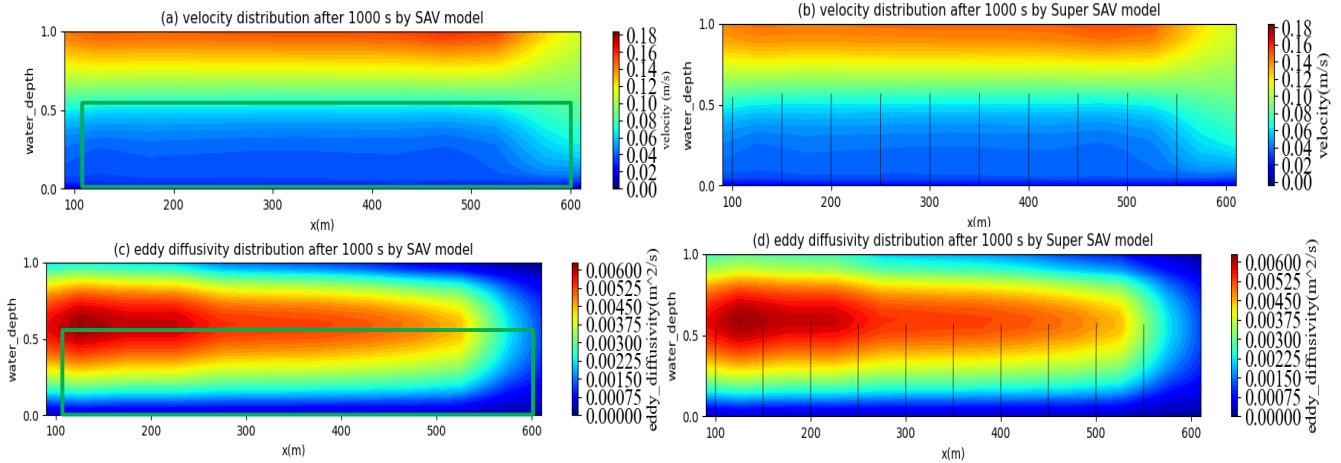 (a) velocity distribution after 1000 s by SAV model
1.0
0.5
0.0
water_depth
100 200 300 400 500 600
x(m)
0.18
0.16
0.14
0.12
0.10
0.08
0.06
0.04
0.02
0.00
velocity (m/s)
(b) velocity distribution after 1000 s by Super SAV model
1.0
0.5
0.0
water_depth
100 200 300 400 500 600
x(m)
0.18
0.16
0.14
0.12
0.10
0.08
0.06
0.04
0.02
0.00
velocity (m/s)
(c) eddy diffusivity distribution after 1000 s by SAV model
1.0
0.5
0.0
water_depth
100 200 300 400 500 600
x(m)
0.00600
0.00525
0.00450
0.00375
0.00300
0.00225
0.00150
0.00075
0.00000
eddy_diffusivity(m^2/s)
(d) eddy diffusivity distribution after 1000 s by Super SAV model
1.0
0.5
0.0
water_depth
100 200 300 400 500 600
x(m)
0.00600
0.00525
0.00450
0.00375
0.00300
0.00225
0.00150
0.00075
0.00000
eddy_diffusivity(m^2/s)